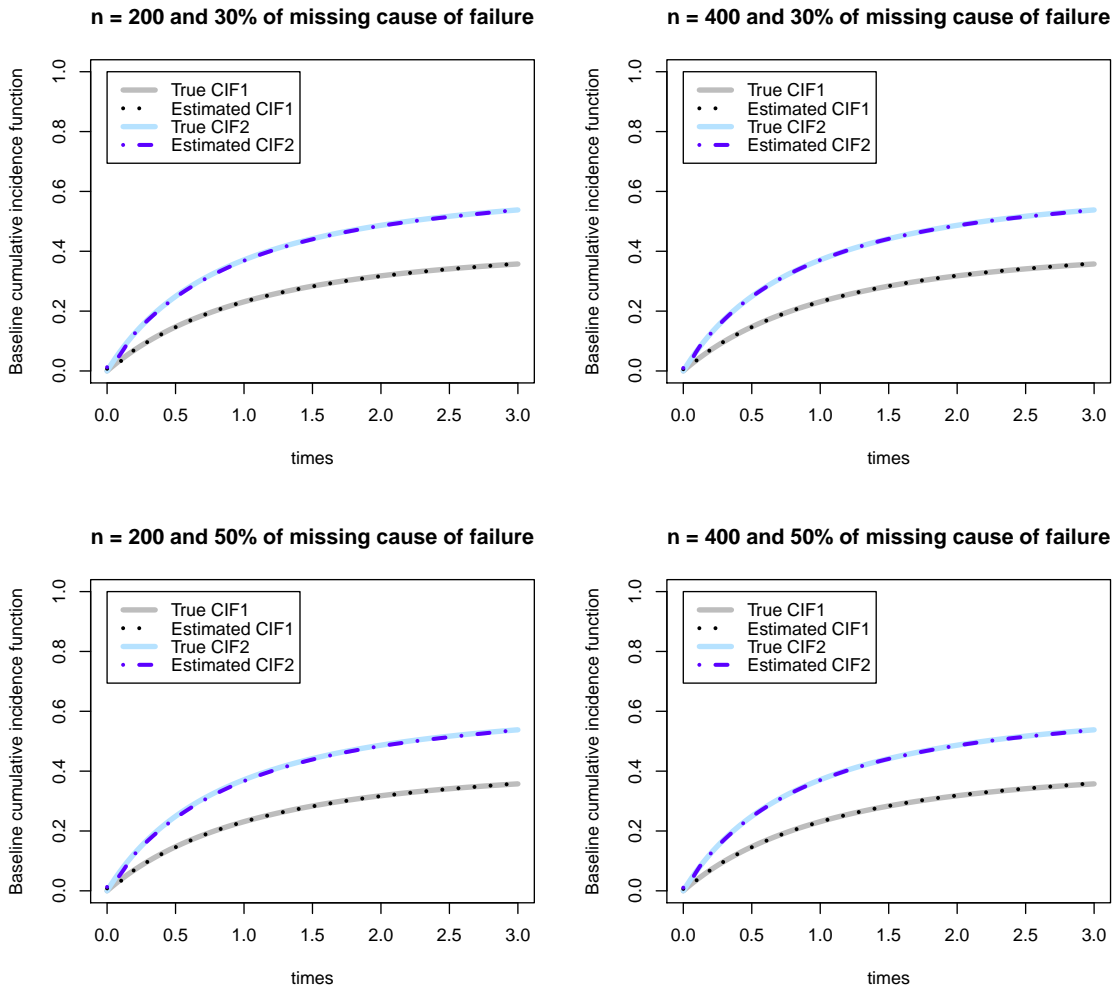 n = 200 and 30% of missing cause of failure
Baseline cumulative incidence function
1.0
0.8
0.6
0.4
0.2
0.0
True CIF1
Estimated CIF1
True CIF2
Estimated CIF2
0.0 0.5 1.0 1.5 2.0 2.5 3.0
times
n = 400 and 30% of missing cause of failure
Baseline cumulative incidence function
1.0
0.8
0.6
0.4
0.2
0.0
True CIF1
Estimated CIF1
True CIF2
Estimated CIF2
0.0 0.5 1.0 1.5 2.0 2.5 3.0
times
n = 200 and 50% of missing cause of failure
Baseline cumulative incidence function
1.0
0.8
0.6
0.4
0.2
0.0
True CIF1
Estimated CIF1
True CIF2
Estimated CIF2
0.0 0.5 1.0 1.5 2.0 2.5 3.0
times
n = 400 and 50% of missing cause of failure
Baseline cumulative incidence function
1.0
0.8
0.6
0.4
0.2
0.0
True CIF1
Estimated CIF1
True CIF2
Estimated CIF2
0.0 0.5 1.0 1.5 2.0 2.5 3.0
times